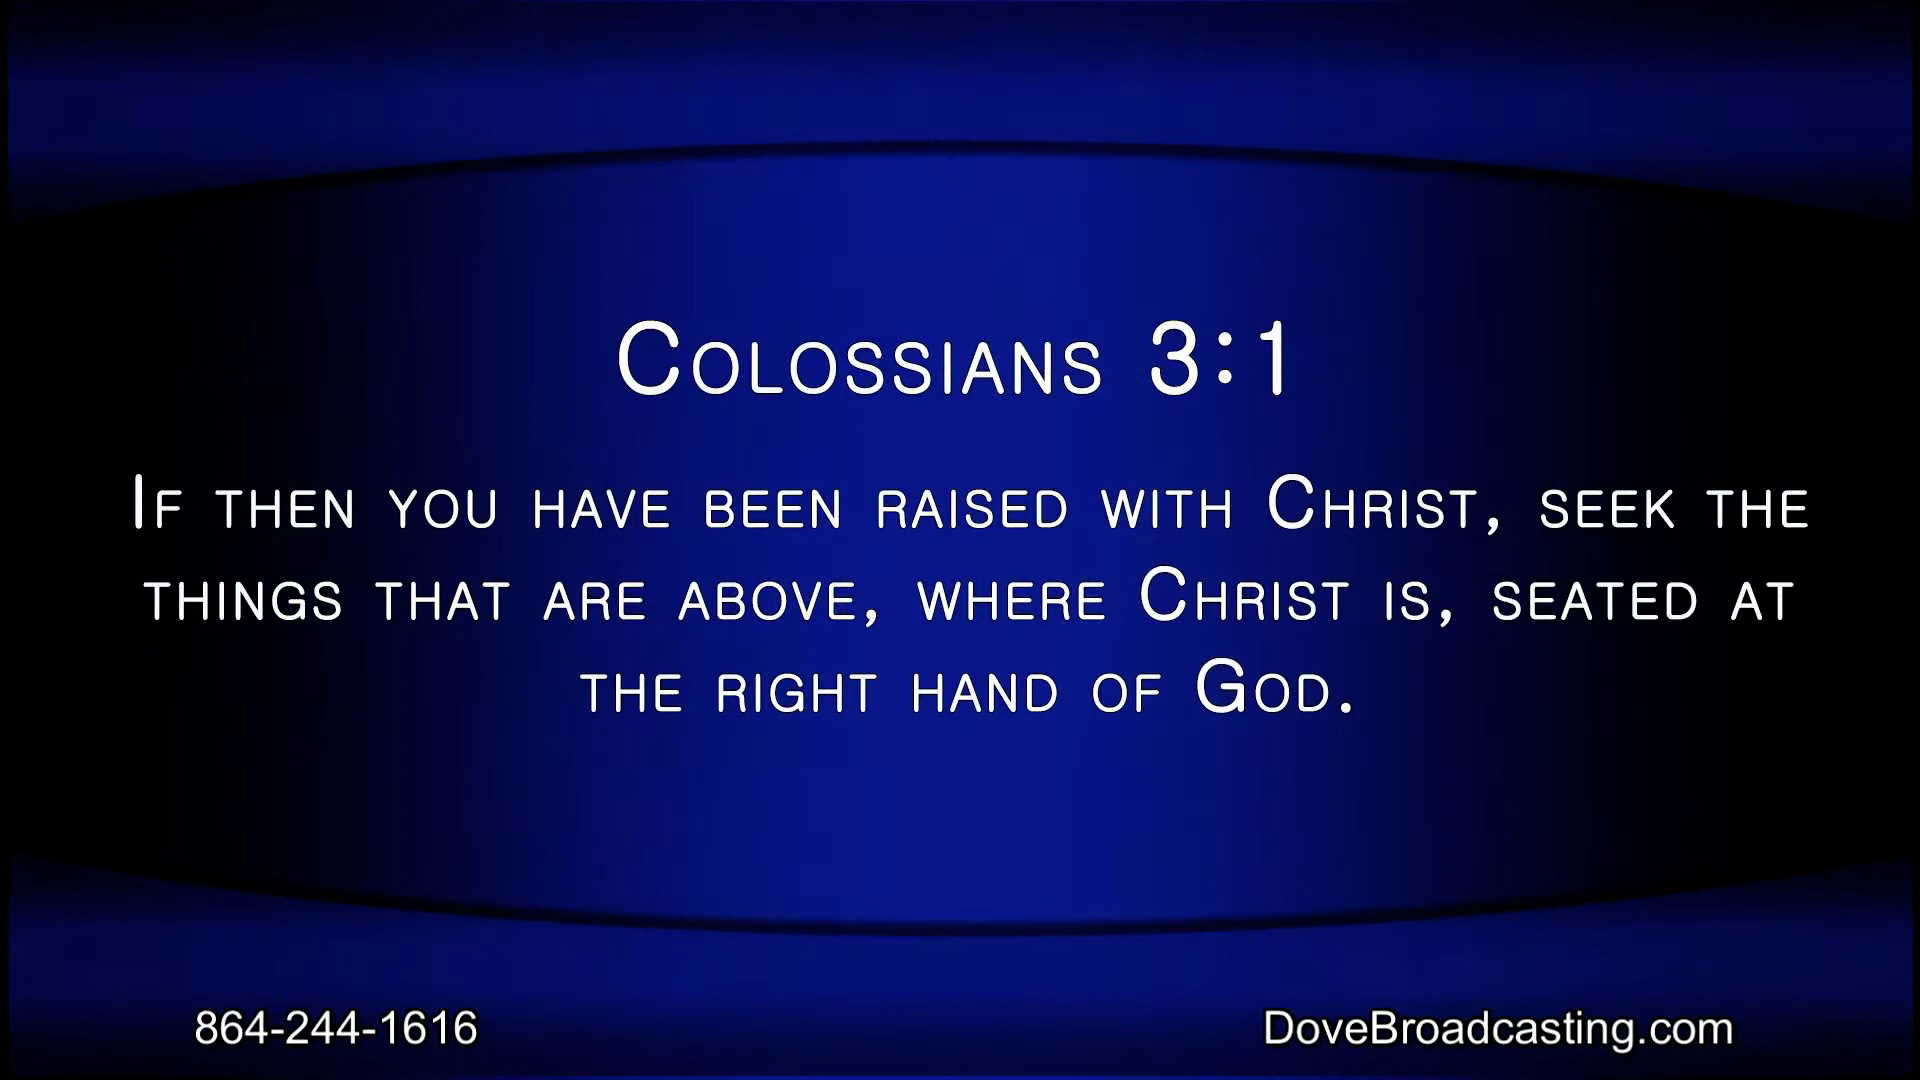 Colossians 3:1
If then you have been raised with Christ, seek the
things that are above, where Christ is, seated at
the right hand of God.
864-244-1616
DoveBroadcasting.com